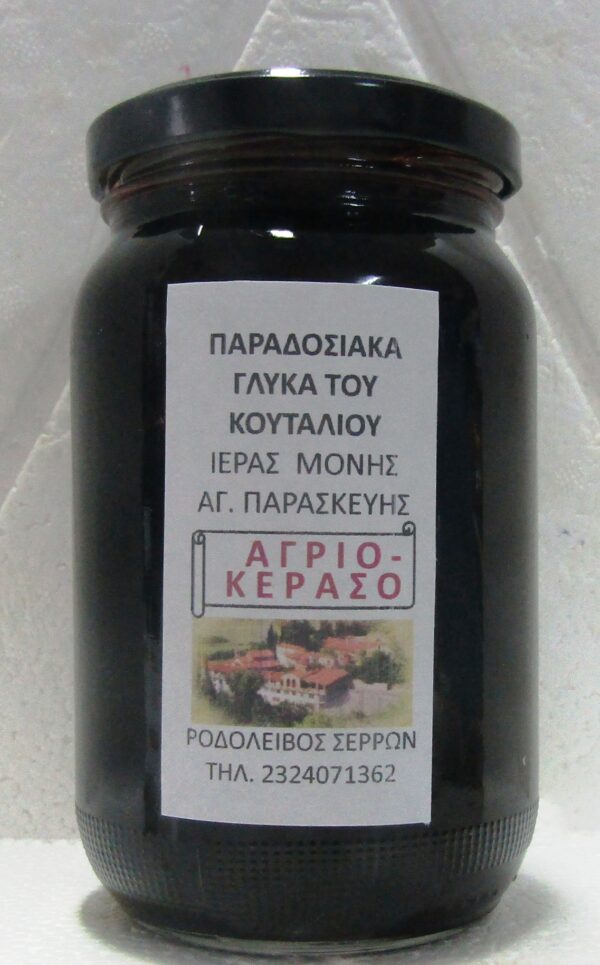 ΠΑΡΑΔΟΣΙΑΚΑ
ΓΛΥΚΑ ΤΟΥ
ΚΟΥΤΑΛΙΟΥ
ΙΕΡΑΣ ΜΟΝΗΣ
ΑΓ. ΠΑΡΑΣΚΕΥΗΣ
ΑΓΡΙΟ-
ΚΕΡΑΣΟ
ΡΟΔΟΛΕΙΒΟΣ ΣΕΡΡΩΝ
ΤΗΛ. 2324071362